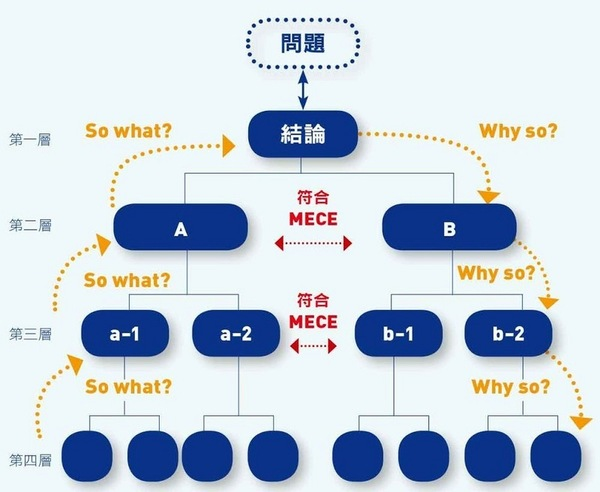 問題
So what?
Why so?
第一層
結論
符合
MECE
第二層
A
B
So what?
Why so?
符合
MECE
第三層
a-1
a-2
b-1
b-2
So what?
Why so?
第四層